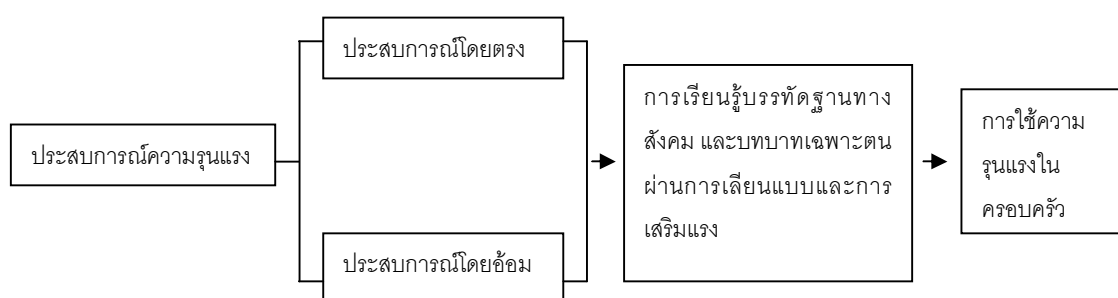 ประสบการณ์ความรุนแรง
ประสบการณ์โดยตรง
ประสบการณ์โดยอ้อม
การเรียนรู้บรรทัดฐานทาง
สังคม และบทบาทเฉพาะตน
ผ่านการเลียนแบบและการ
เสริมแรง
การใช้ความ
รุนแรงใน
ครอบครัว